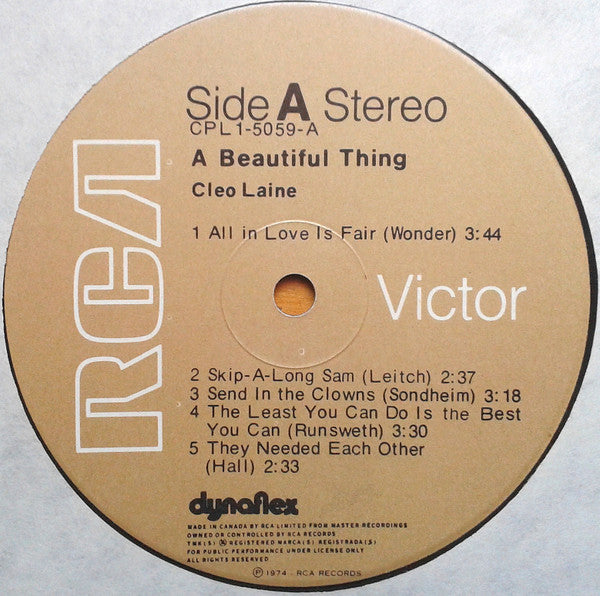 Side A Stereo
CPL1-5059-A
A Beautiful Thing
Cleo Laine
1 All in Love Is Fair (Wonder) 3:44
RCA
Victor
2 Skip-A-Long Sam (Leitch) 2:37
3 Send In the Clowns (Sondheim) 3:18
4 The Least You Can Do Is the Best
You Can (Runsweth) 3:30
5 They Needed Each Other
(Hall) 2:33
dynaflex
MADE IN CANADA BY RCA LIMITED FROM MASTER RECORDINGS
OWNED OR CONTROLLED BY RCA RECORDS
TMK(S) ® REGISTERED MARCA(S) REGISTRADA(S)
FOR PUBLIC PERFORMANCE UNDER LICENSE ONLY
ALL RIGHTS RESERVED
℗ 1974 - RCA RECORDS